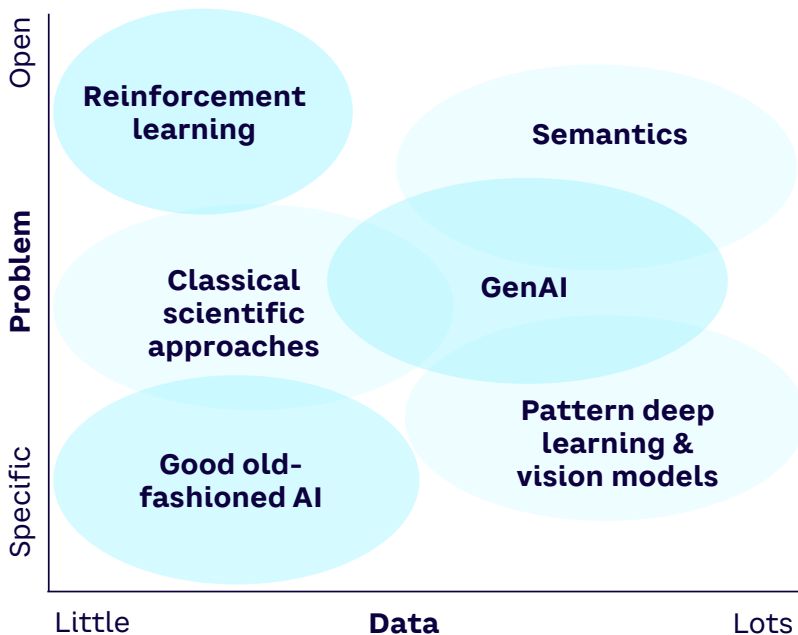 Open
Problem
Specific
Reinforcement
learning
Semantics
Classical
scientific
approaches
GenAI
Pattern deep
learning &
vision models
Good old-
fashioned AI
Little
Data
Lots